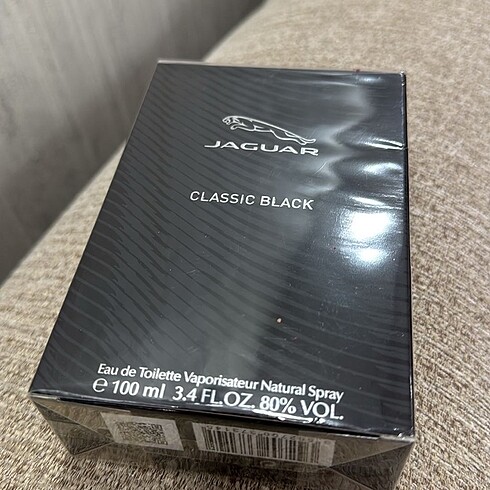 JAGUAR
CLASSIC BLACK
Eau de Toilette Vaporisateur Natural Spray
℮ 100 ml 3.4 FL.OZ. 80% VOL.